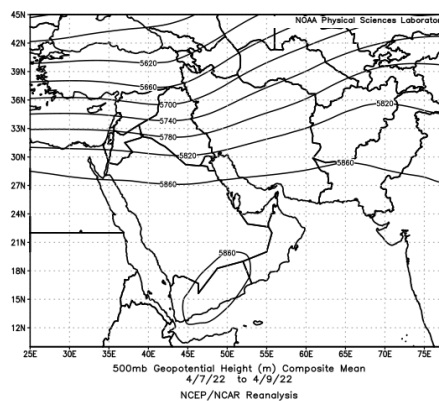 NOAA Physical Sciences Laborator
45N
42N
39N
36N
33N
30N
27N
24N
21N
18N
15N
12N
5620
5660
5700
5740
5780
5820
5820
5860
5860
5860
25E 30E 35E 40E 45E 50E 55E 60E 65E 70E 75E
500mb Geopotential Height (m) Composite Mean
4/7/22 to 4/9/22
NCEP/NCAR Reanalysis